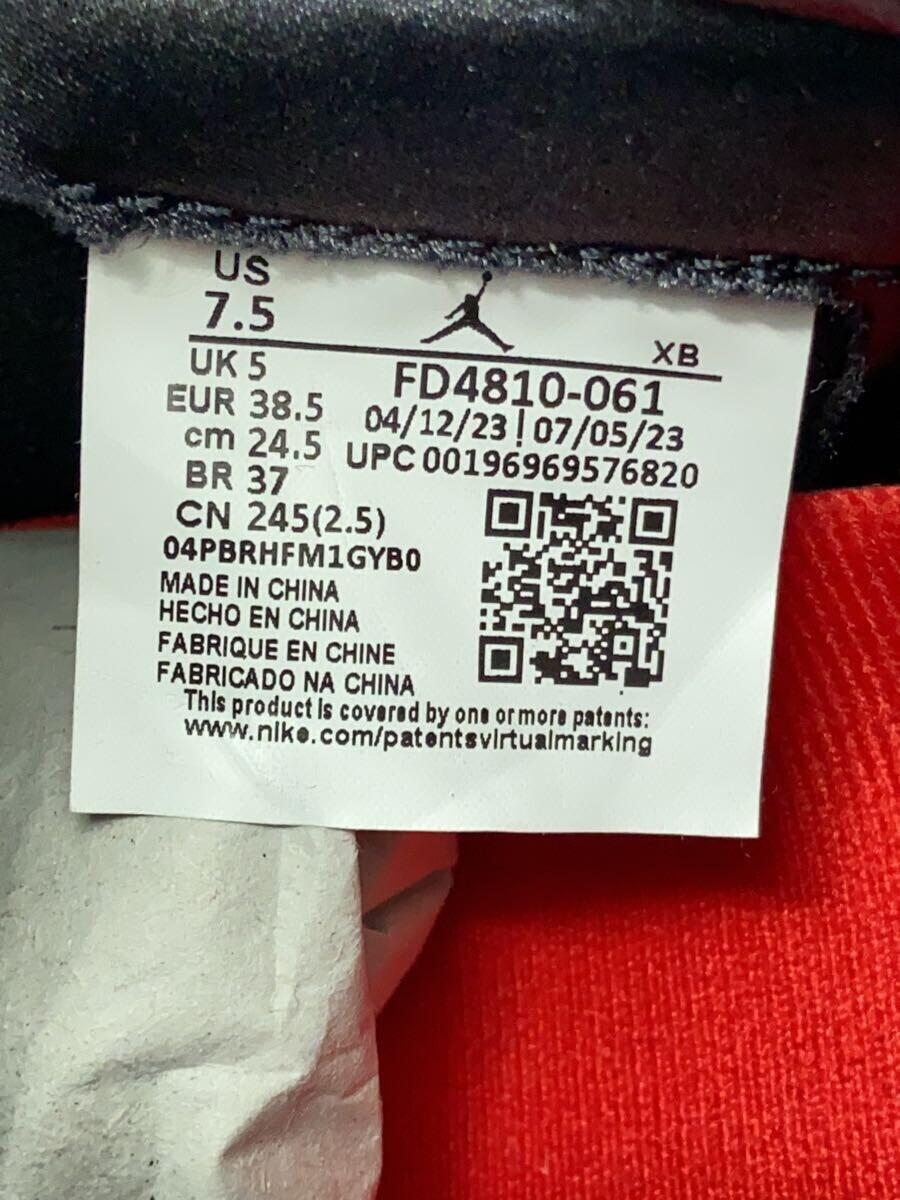 US
7.5
XB
UK 5
FD4810-061
EUR 38.5
04/12/23 | 07/05/23
cm 24.5
UPC 00196969576820
BR 37
CN 245(2.5)
04PBRHFM1GYB0
MADE IN CHINA
HECHO EN CHINA
FABRIQUE EN CHINE
FABRICADO NA CHINA
This product is covered by one or more patents:
www.nike.com/patentsvirtualmarking